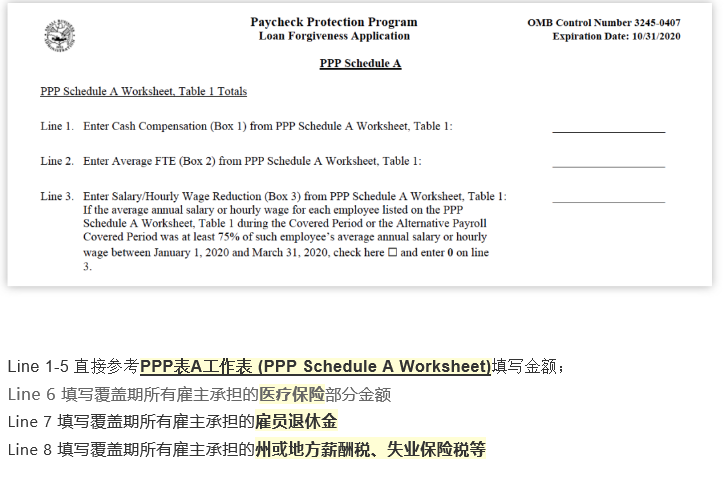 Paycheck Protection Program
Loan Forgiveness Application
OMB Control Number 3245-0407
Expiration Date: 10/31/2020
PPP Schedule A
PPP Schedule A Worksheet, Table 1 Totals
Line 1. Enter Cash Compensation (Box 1) from PPP Schedule A Worksheet, Table 1:
Line 2. Enter Average FTE (Box 2) from PPP Schedule A Worksheet, Table 1:
Line 3. Enter Salary/Hourly Wage Reduction (Box 3) from PPP Schedule A Worksheet, Table 1:
If the average annual salary or hourly wage for each employee listed on the PPP
Schedule A Worksheet, Table 1 during the Covered Period or the Alternative Payroll
Covered Period was at least 75% of such employee's average annual salary or hourly
wage between January 1, 2020 and March 31, 2020, check here ☐ and enter 0 on line
3.
Line 1-5 直接参考PPP表A工作表 (PPP Schedule A Worksheet)填写金额；
Line 6 填写覆盖期所有雇主承担的医疗保险部分金额
Line 7 填写覆盖期所有雇主承担的雇员退休金
Line 8 填写覆盖期所有雇主承担的州或地方薪酬税、失业保险税等